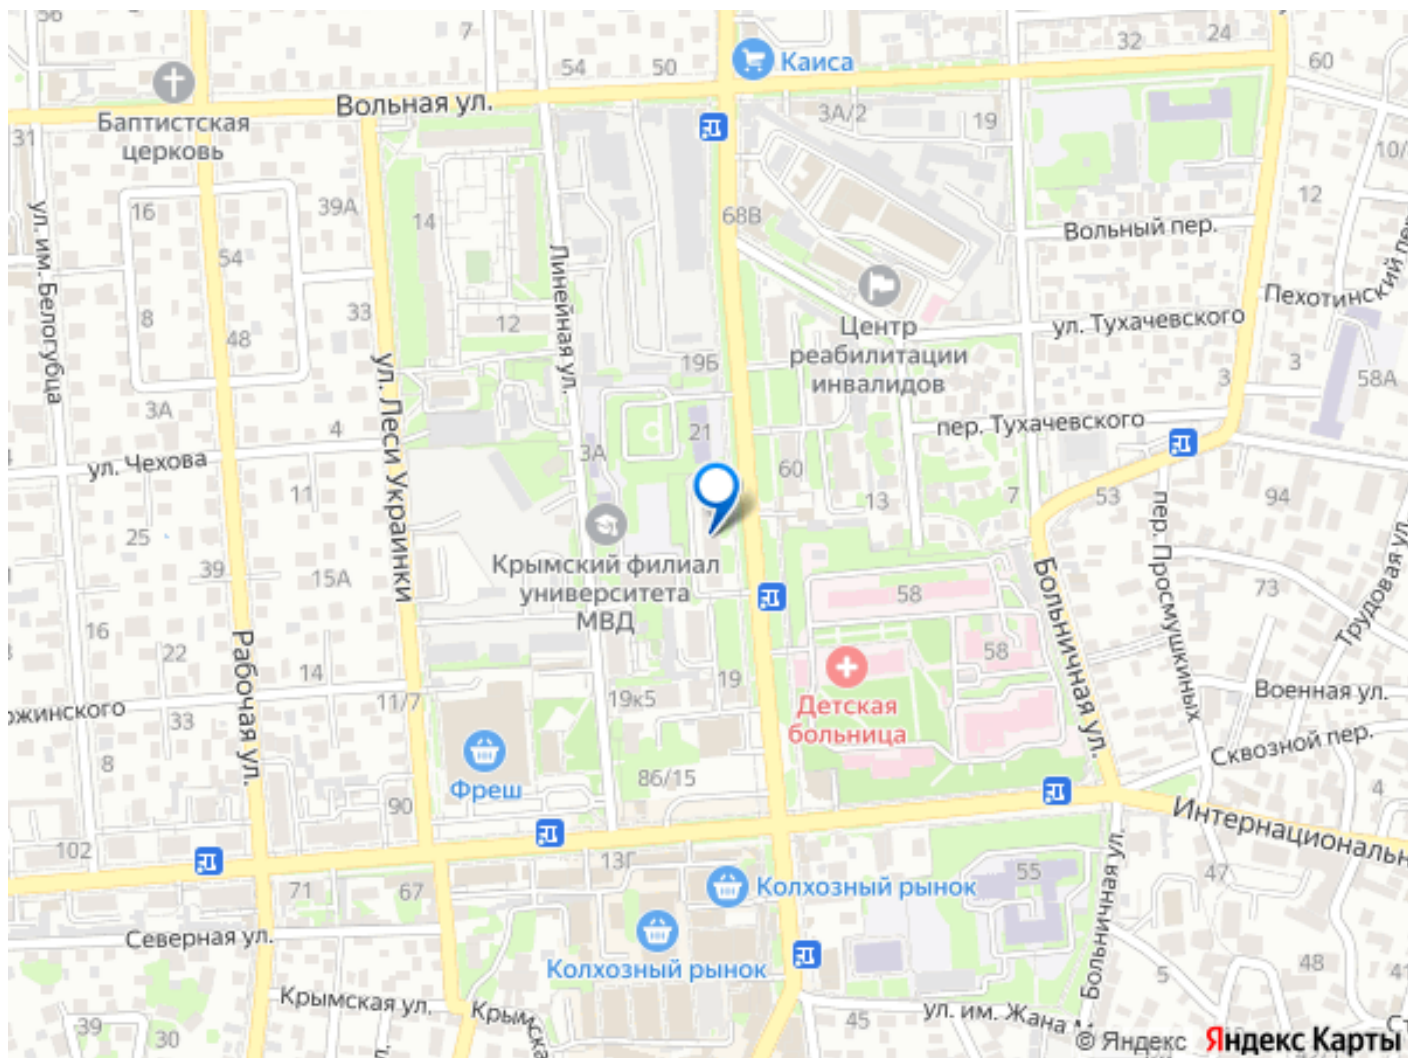 56
7
54
50
Каиса
32
24
60
Вольная ул.
3А/2
19
31
Баптистская
церковь
10/
ул. им. Белогубца
16
39А
14
68В
12
Вольный пер.
54
Линейная ул.
Пехотинский пер
8
33
12
48
Центр
реабилитации
инвалидов
ул. Тухачевского
19Б
3
3
58А
3А
4
ул. Леси Украинки
21
пер. Тухачевского
ул. Чехова
3А
60
11
13
7
53
94
25
Крымский филиал
университета
МВД
39
15А
58
Больничная ул.
пер. Просмушкиных
73
Трудовая ул.
16
22
58
Рабочая ул.
14
11/7
19к5
19
Детская
больница
Военная ул.
ожинского
33
8
Сквозной пер.
86/15
Фреш
90
4
102
13Г
Интернациональн
71
67
Колхозный рынок
55
47
Больничная ул.
Северная ул.
Колхозный рынок
5
48
41
Крымская ул.
Крымская
39
30
45
ул. им. Жана М
Ст
© Яндекс Яндекс Карты